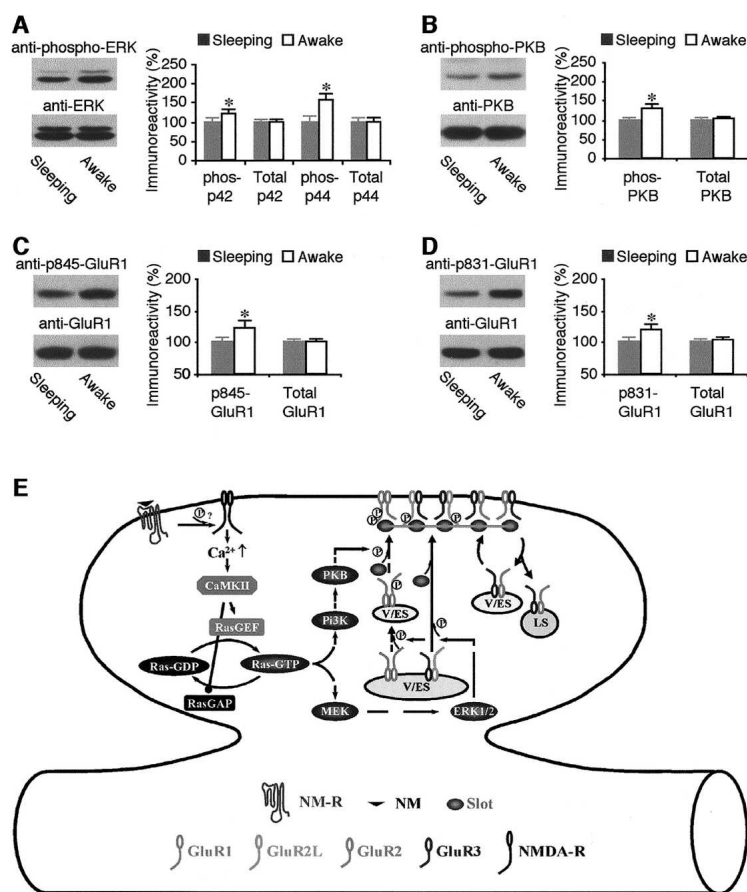 A
anti-phospho-ERK
anti-ERK
Sleeping
Awake
Sleeping Awake
Immunoreactivity (%)
250
200
150
100
50
0
*
*
phos-p42
Total p42
phos-p44
Total p44
B
anti-phospho-PKB
anti-PKB
Sleeping
Awake
Sleeping Awake
Immunoreactivity (%)
250
200
150
100
50
0
*
phos-PKB
Total PKB
C
anti-p845-GluR1
anti-GluR1
Sleeping
Awake
Sleeping Awake
Immunoreactivity (%)
200
150
100
50
*
p845-GluR1
Total GluR1
D
anti-p831-GluR1
anti-GluR1
Sleeping
Awake
Sleeping Awake
Immunoreactivity (%)
200
150
100
50
*
p831-GluR1
Total GluR1
E
P ?
Ca2+ ↑
CaMKII
RasGEF
Ras-GDP
Ras-GTP
RasGAP
PKB
Pi3K
MEK
ERK1/2
P
P
P
P
P
P
P
P
V/ES
V/ES
V/ES
LS
NM-R
NM
Slot
GluR1
GluR2L
GluR2
GluR3
NMDA-R